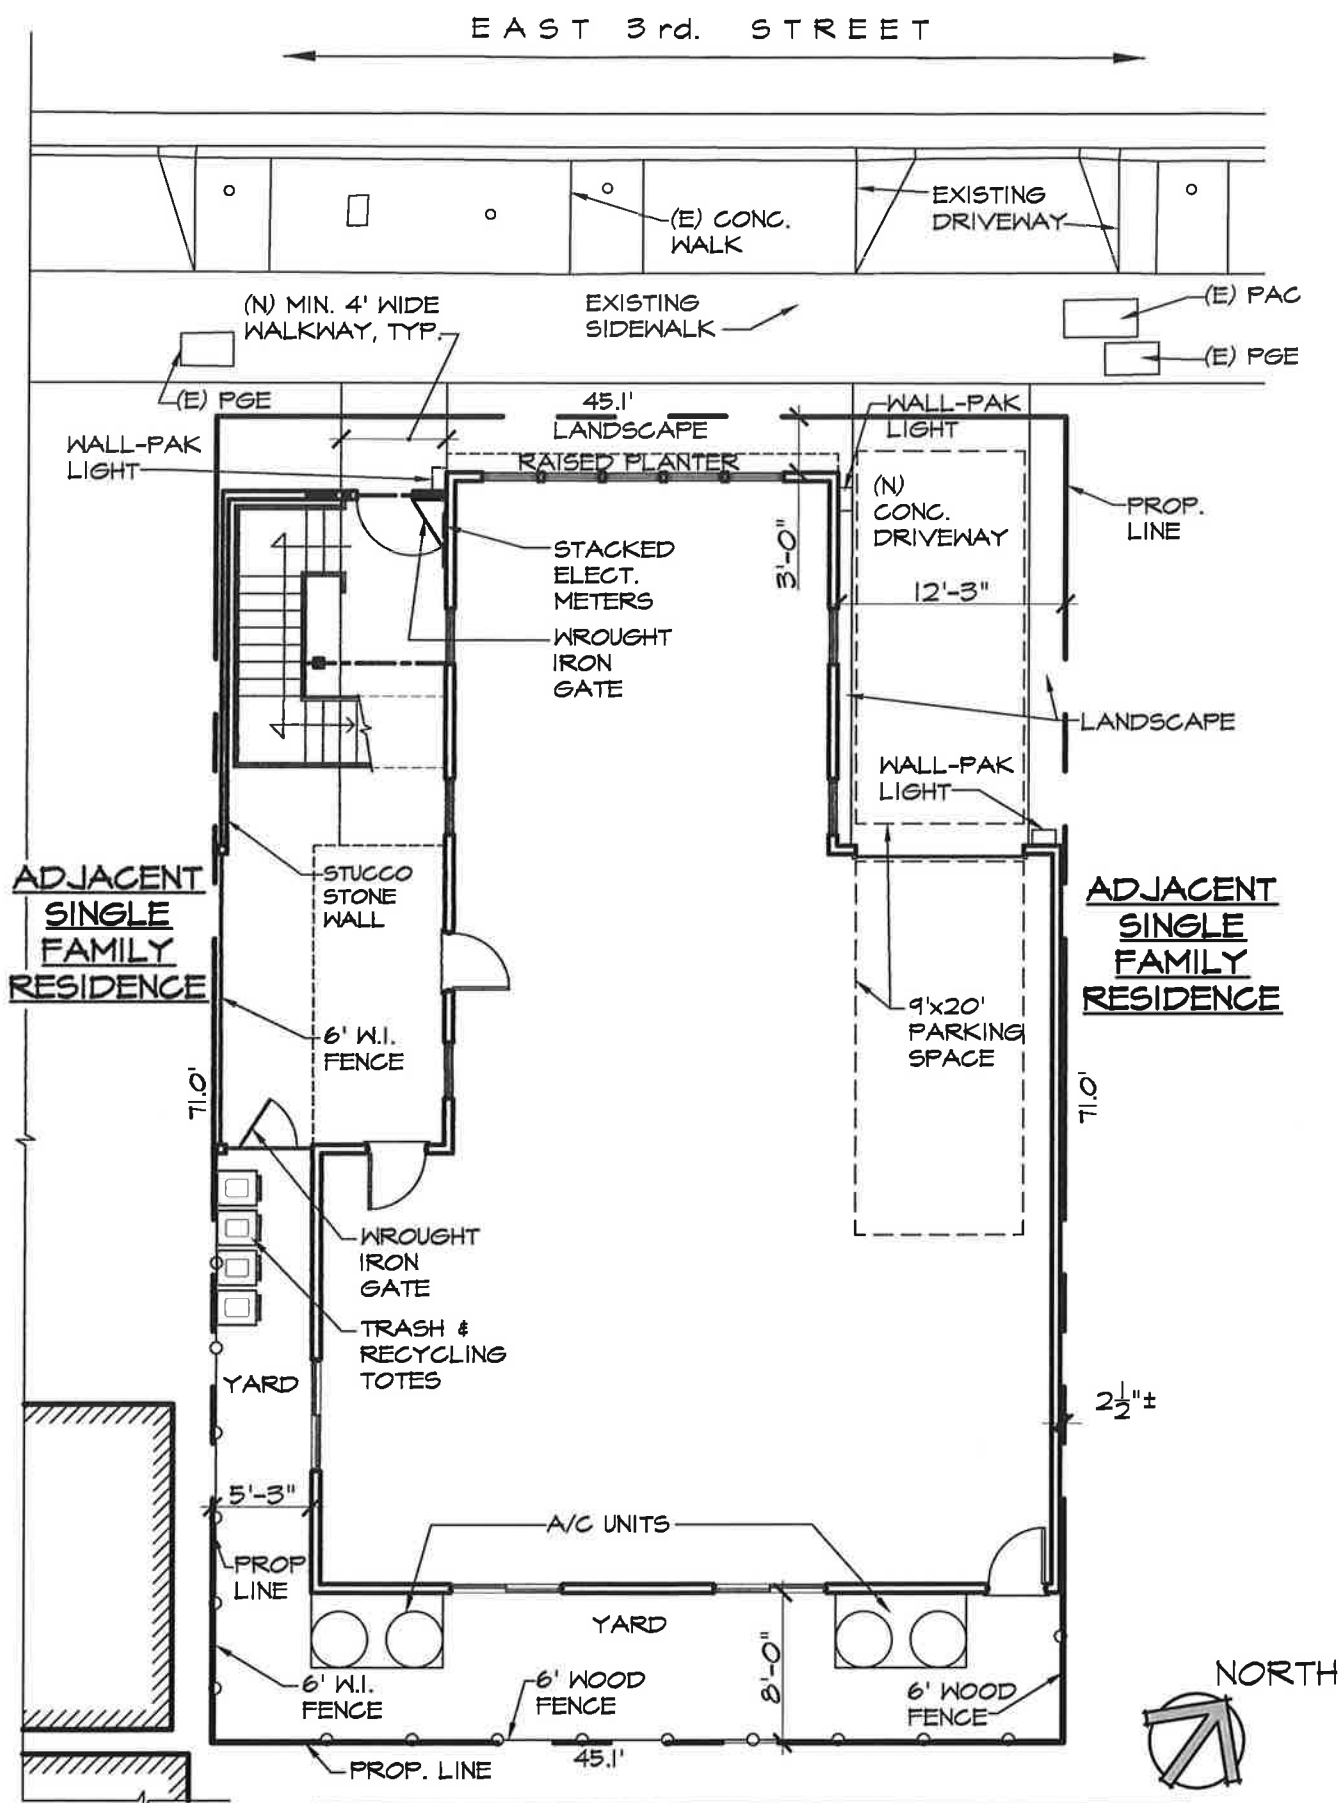 EAST 3rd. STREET
EXISTING
DRIVEWAY
(E) CONC.
WALK
(N) MIN. 4' WIDE
WALKWAY, TYP.
EXISTING
SIDEWALK
(E) PAC
(E) PGE
(E) PGE
45.1'
LANDSCAPE
WALL-PAK
LIGHT
WALL-PAK
LIGHT
RAISED PLANTER
(N)
CONC.
DRIVEWAY
PROP.
LINE
STACKED
ELECT.
METERS
3'-0"
12'-3"
WROUGHT
IRON
GATE
LANDSCAPE
WALL-PAK
LIGHT
STUCCO
STONE
WALL
ADJACENT
SINGLE
FAMILY
RESIDENCE
ADJACENT
SINGLE
FAMILY
RESIDENCE
9'x20'
PARKING
SPACE
6' W.I.
FENCE
71.0'
71.0'
WROUGHT
IRON
GATE
TRASH &
RECYCLING
TOTES
YARD
2½"±
5'-3"
A/C UNITS
PROP
LINE
YARD
8'-0"
6' W.I.
FENCE
6' WOOD
FENCE
6' WOOD
FENCE
NORTH
45.1'
PROP. LINE